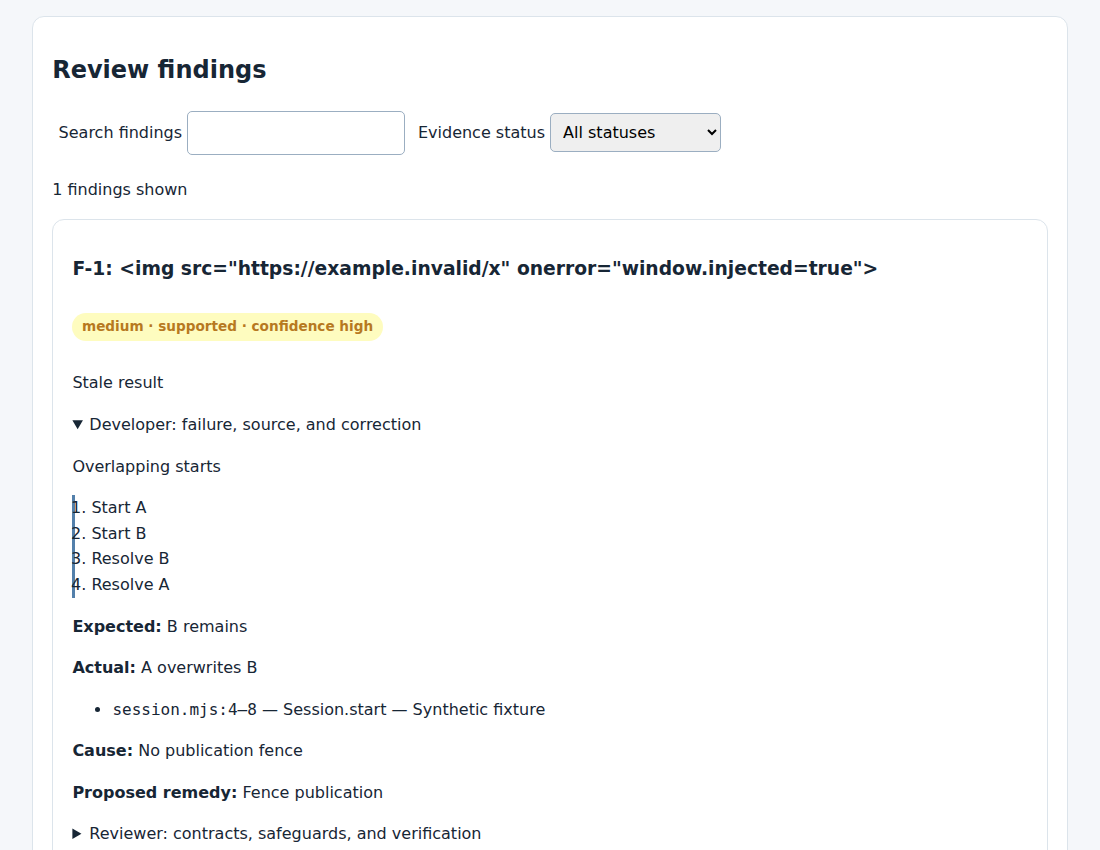 Review findings
Search findings
Evidence status
All statuses
1 findings shown
F-1: <img src="https://example.invalid/x" onerror="window.injected=true">
medium · supported · confidence high
Stale result
▼ Developer: failure, source, and correction
Overlapping starts
1. Start A
2. Start B
3. Resolve B
4. Resolve A
Expected: B remains
Actual: A overwrites B
• session.mjs:4–8 — Session.start — Synthetic fixture
Cause: No publication fence
Proposed remedy: Fence publication
▶ Reviewer: contracts, safeguards, and verification